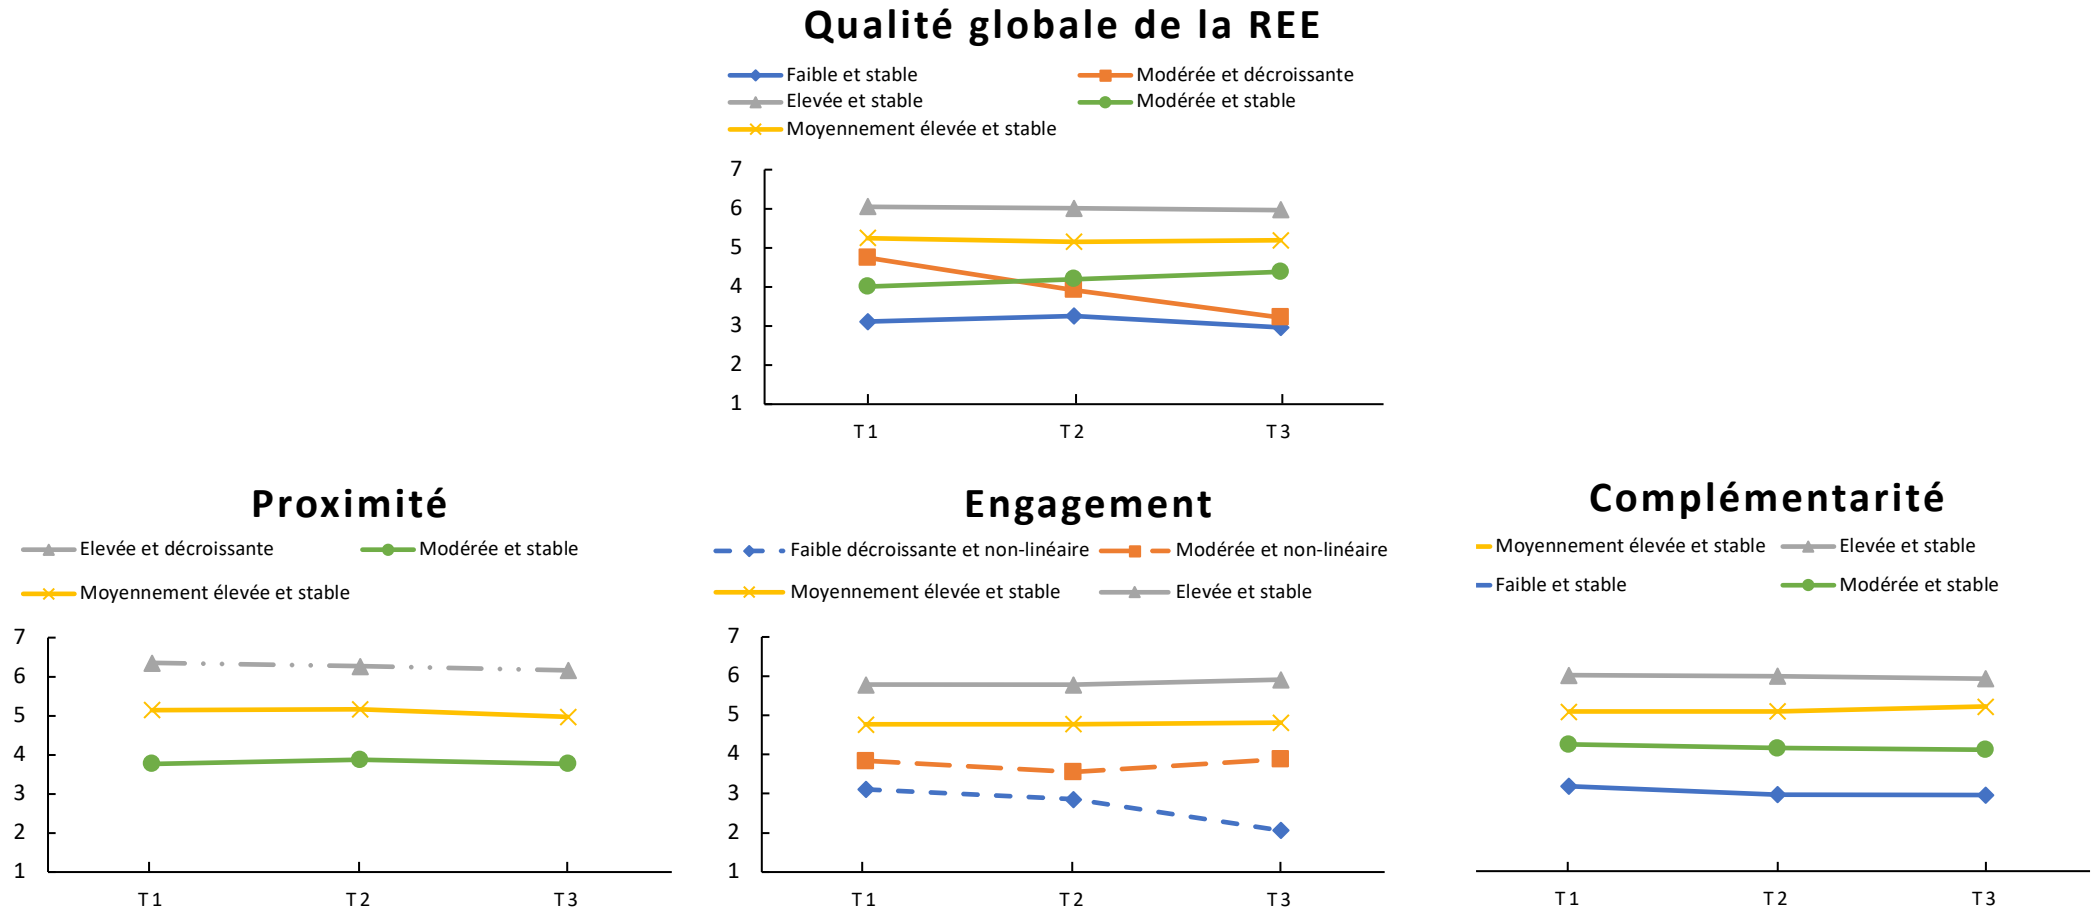 Qualité globale de la REE
Faible et stable
Modérée et décroissante
Elevée et stable
Modérée et stable
Moyennement élevée et stable
7
6
5
4
3
2
1
T1 T2 T3
Proximité
Elevée et décroissante
Modérée et stable
Moyennement élevée et stable
7
6
5
4
3
2
1
T1 T2 T3
Engagement
Faible décroissante et non-linéaire
Modérée et non-linéaire
Moyennement élevée et stable
Elevée et stable
7
6
5
4
3
2
1
T1 T2 T3
Complémentarité
Moyennement élevée et stable
Elevée et stable
Faible et stable
Modérée et stable
T1 T2 T3